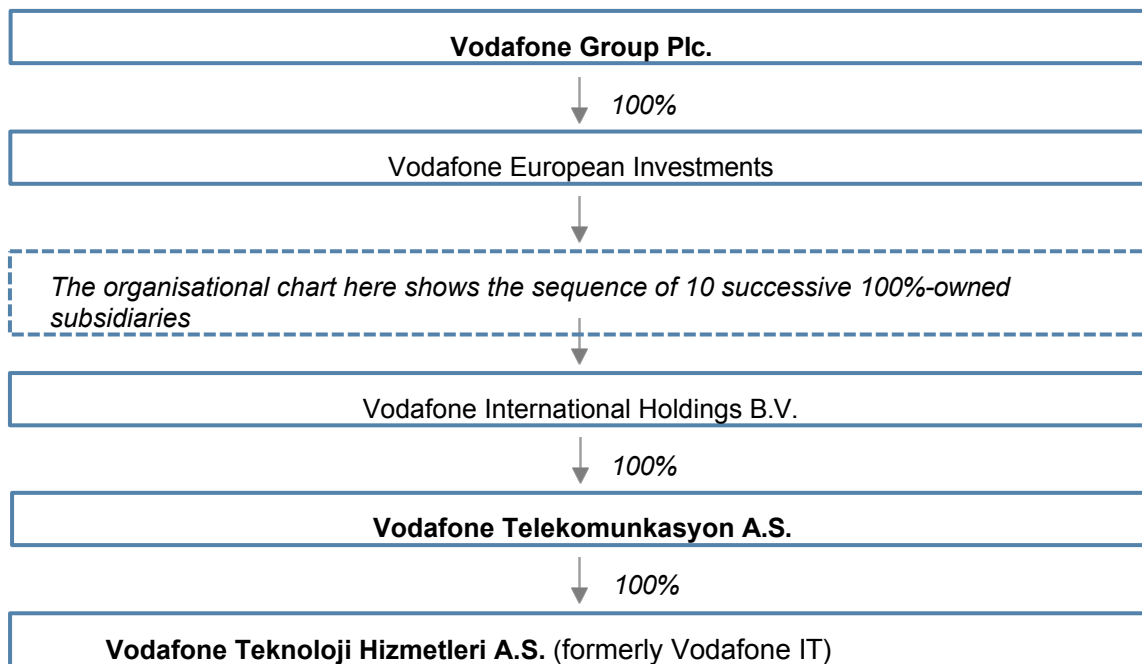 Vodafone Group Plc.
100%
Vodafone European Investments
The organisational chart here shows the sequence of 10 successive 100%-owned
subsidiaries
Vodafone International Holdings B.V.
100%
Vodafone Telekomunkasyon A.S.
100%
Vodafone Teknoloji Hizmetleri A.S. (formerly Vodafone IT)